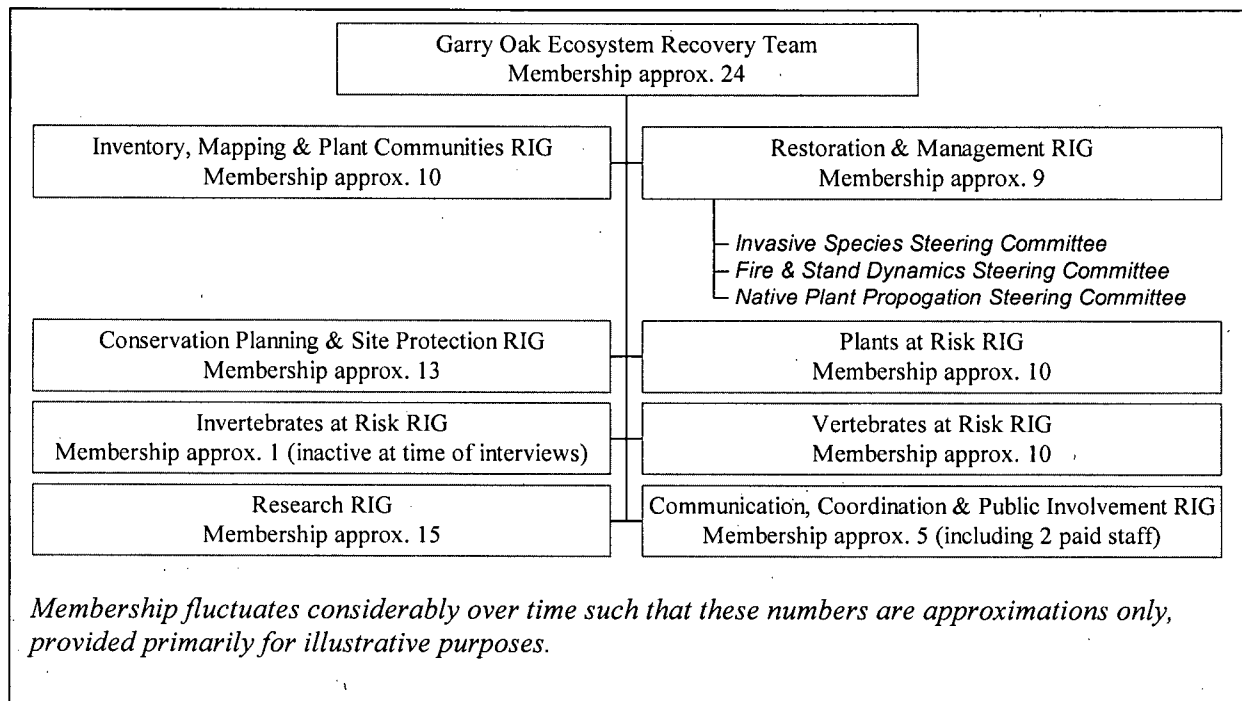 Garry Oak Ecosystem Recovery Team
Membership approx. 24
Inventory, Mapping & Plant Communities RIG
Membership approx. 10
Restoration & Management RIG
Membership approx. 9
Invasive Species Steering Committee
Fire & Stand Dynamics Steering Committee
Native Plant Propogation Steering Committee
Conservation Planning & Site Protection RIG
Membership approx. 13
Plants at Risk RIG
Membership approx. 10
Invertebrates at Risk RIG
Membership approx. 1 (inactive at time of interviews)
Vertebrates at Risk RIG
Membership approx. 10
Research RIG
Membership approx. 15
Communication, Coordination & Public Involvement RIG
Membership approx. 5 (including 2 paid staff)
Membership fluctuates considerably over time such that these numbers are approximations only,
provided primarily for illustrative purposes.